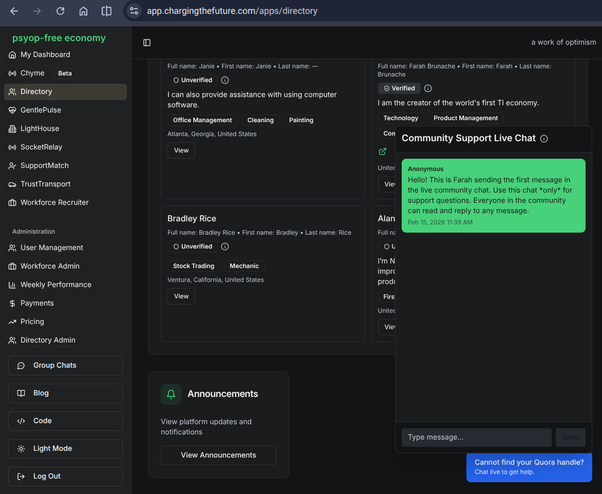 app.chargingthefuture.com/apps/directory
psyop-free economy
a work of optimism
My Dashboard
Chyme Beta
Directory
GentlePulse
LightHouse
SocketRelay
SupportMatch
TrustTransport
Workforce Recruiter
Administration
User Management
Workforce Admin
Weekly Performance
Payments
Pricing
Directory Admin
Group Chats
Blog
Code
Light Mode
Log Out
Full name: Janie • First name: Janie • Last name: —
Unverified
I can also provide assistance with using computer
software.
Office Management Cleaning Painting
Atlanta, Georgia, United States
View
Full name: Farah Brunache • First name: Farah • Last name:
Brunache
Verified
I am the creator of the world's first TI economy.
Technology Product Management
Con
United
Vie
Bradley Rice
Full name: Bradley Rice • First name: Bradley • Last name: Rice
Unverified
Stock Trading Mechanic
Ventura, California, United States
View
Alan
Full na
U
I'm N
impro
produ
First
United
Vie
Announcements
View platform updates and
notifications
View Announcements
Community Support Live Chat
Anonymous
Hello! This is Farah sending the first message in
the live community chat. Use this chat *only* for
support questions. Everyone in the community
can read and reply to any message.
Feb 15, 2026 11:39 AM
Type message...
Send
Cannot find your Quora handle?
Chat live to get help.